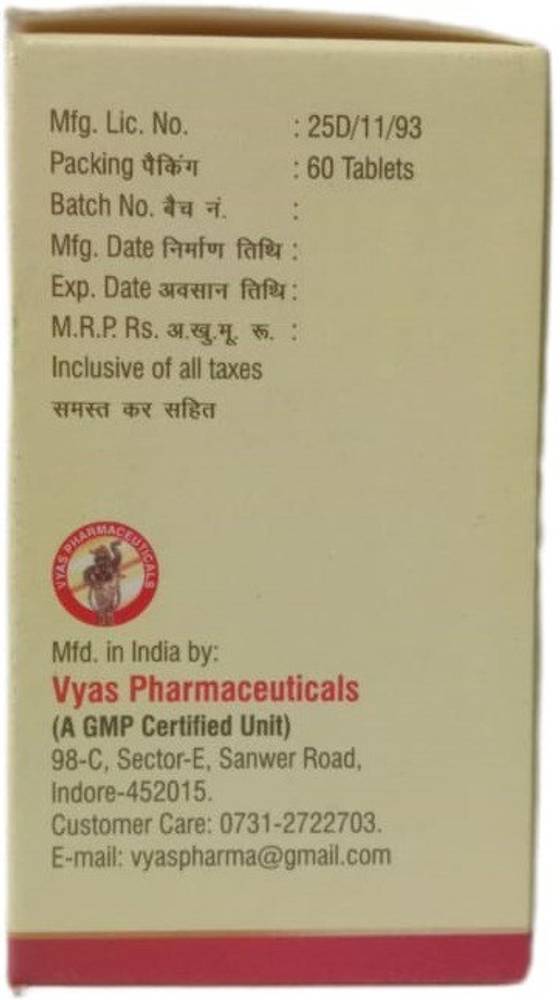 Mfg. Lic. No. : 25D/11/93
Packing पैकिंग : 60 Tablets
Batch No. बैच नं. :
Mfg. Date निर्माण तिथि :
Exp. Date अवसान तिथि :
M.R.P. Rs. अ.खु.मू. रू. :
Inclusive of all taxes
समस्त कर सहित
VYAS PHARMACEUTICALS
Mfd. in India by:
Vyas Pharmaceuticals
(A GMP Certified Unit)
98-C, Sector-E, Sanwer Road,
Indore-452015.
Customer Care: 0731-2722703.
E-mail: vyaspharma@gmail.com